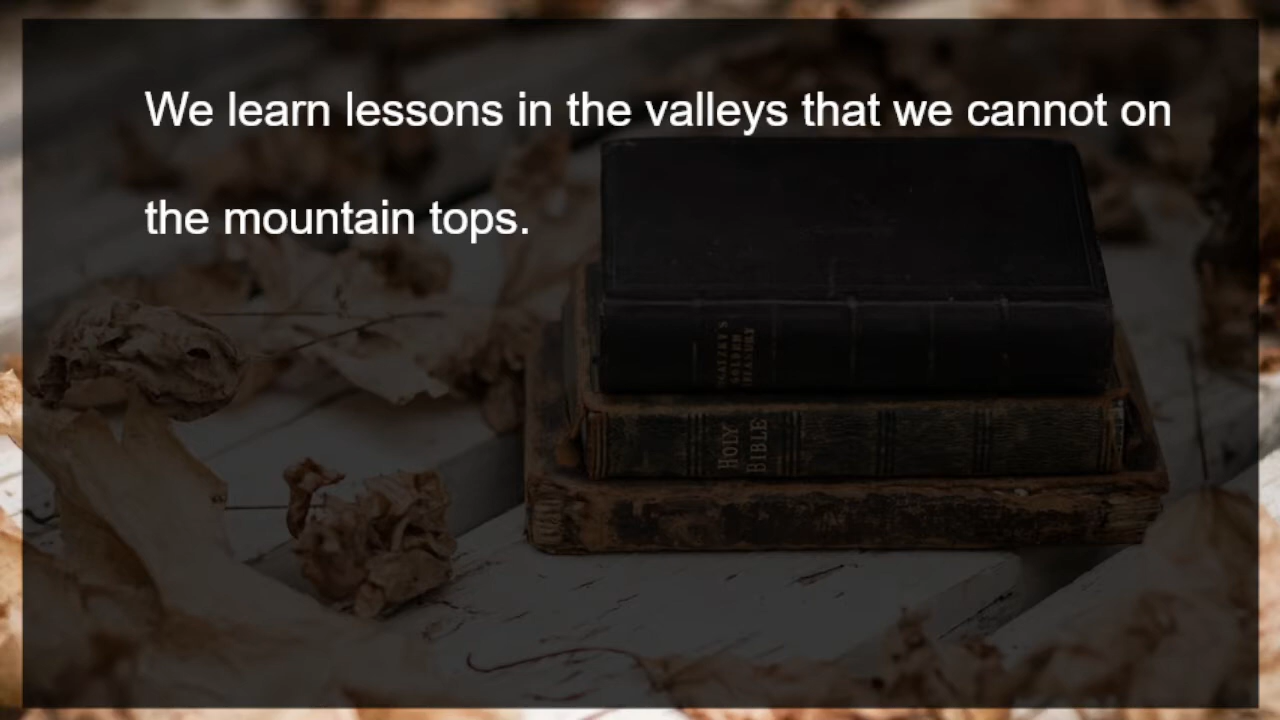 We learn lessons in the valleys that we cannot on
the mountain tops.
HOLY
BIBLE